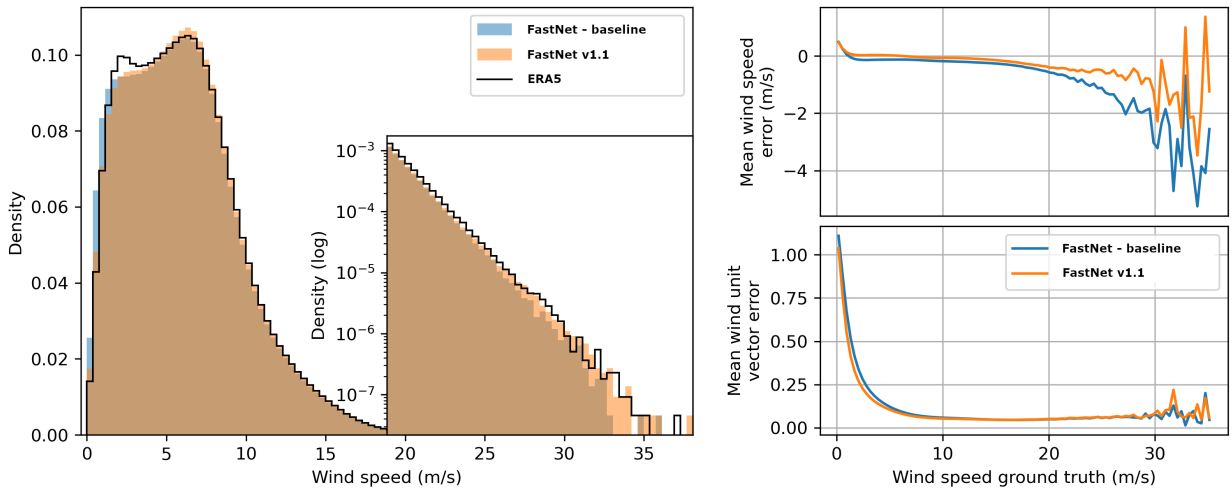 FastNet - baseline
FastNet v1.1
ERA5
0.10
0.08
0.06
0.04
0.02
0.00
Density
10⁻³
10⁻⁴
10⁻⁵
10⁻⁶
10⁻⁷
Density (log)
0 5 10 15 20 25 30 35
Wind speed (m/s)
0
−2
−4
Mean wind speed
error (m/s)
FastNet - baseline
FastNet v1.1
1.00
0.75
0.50
0.25
0.00
Mean wind unit
vector error
0 10 20 30
Wind speed ground truth (m/s)